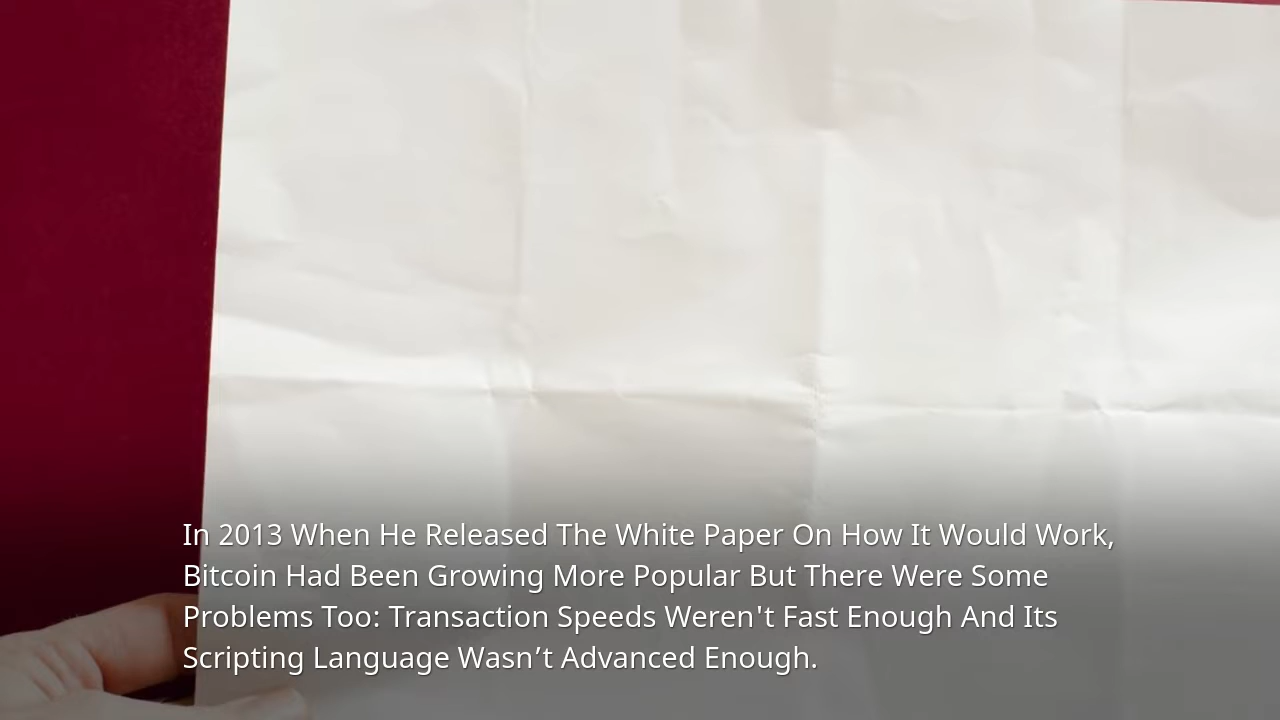 In 2013 When He Released The White Paper On How It Would Work,
Bitcoin Had Been Growing More Popular But There Were Some
Problems Too: Transaction Speeds Weren't Fast Enough And Its
Scripting Language Wasn’t Advanced Enough.